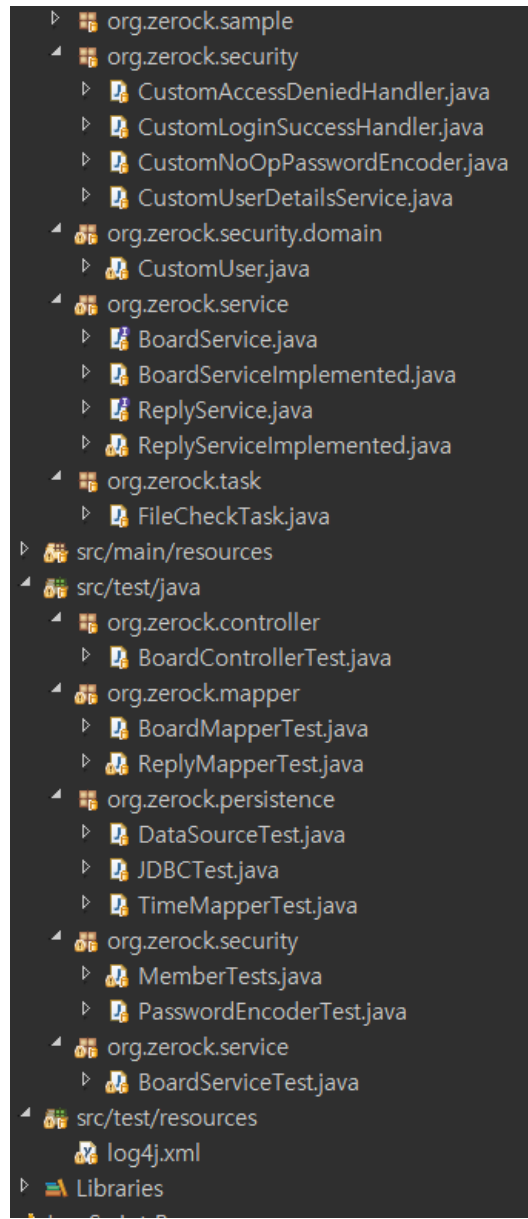 org.zerock.sample
org.zerock.security
CustomAccessDeniedHandler.java
CustomLoginSuccessHandler.java
CustomNoOpPasswordEncoder.java
CustomUserDetailsService.java
org.zerock.security.domain
CustomUser.java
org.zerock.service
BoardService.java
BoardServiceImplemented.java
ReplyService.java
ReplyServiceImplemented.java
org.zerock.task
FileCheckTask.java
src/main/resources
src/test/java
org.zerock.controller
BoardControllerTest.java
org.zerock.mapper
BoardMapperTest.java
ReplyMapperTest.java
org.zerock.persistence
DataSourceTest.java
JDBCTest.java
TimeMapperTest.java
org.zerock.security
MemberTests.java
PasswordEncoderTest.java
org.zerock.service
BoardServiceTest.java
src/test/resources
log4j.xml
Libraries